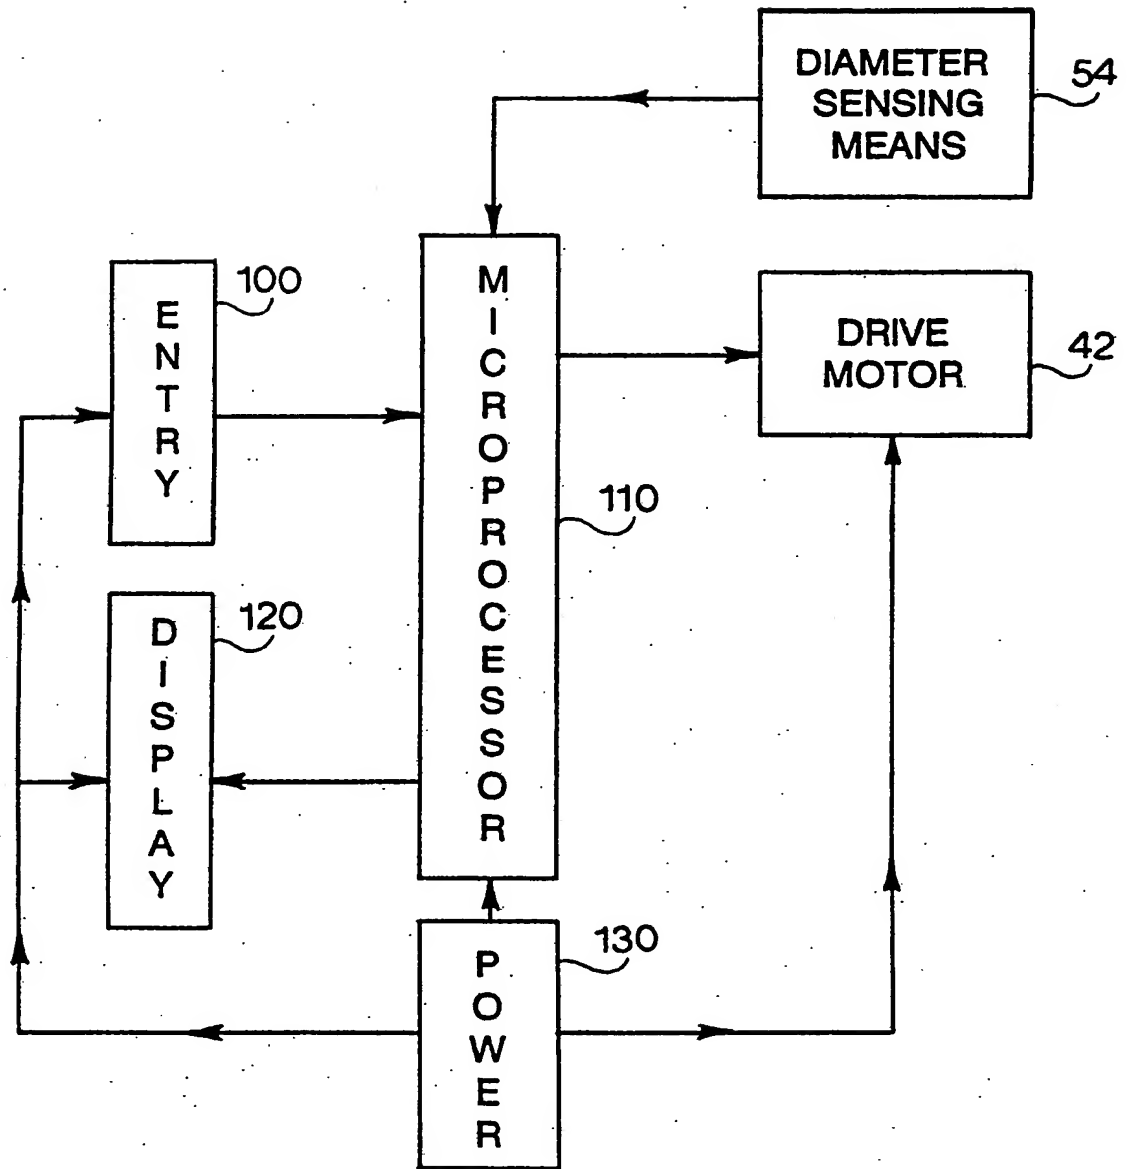 DIAMETER
SENSING
MEANS
54
ENTRY
100
MICROPROCESSOR
110
DRIVE
MOTOR
42
DISPLAY
120
POWER
130